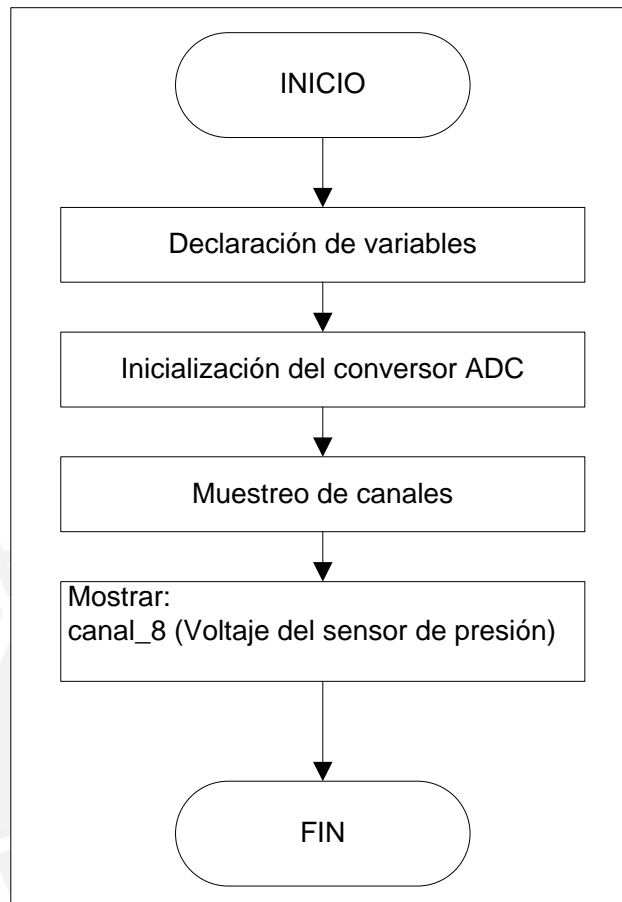 INICIO
Declaración de variables
Inicialización del conversor ADC
Muestreo de canales
Mostrar:
canal_8 (Voltaje del sensor de presión)
FIN